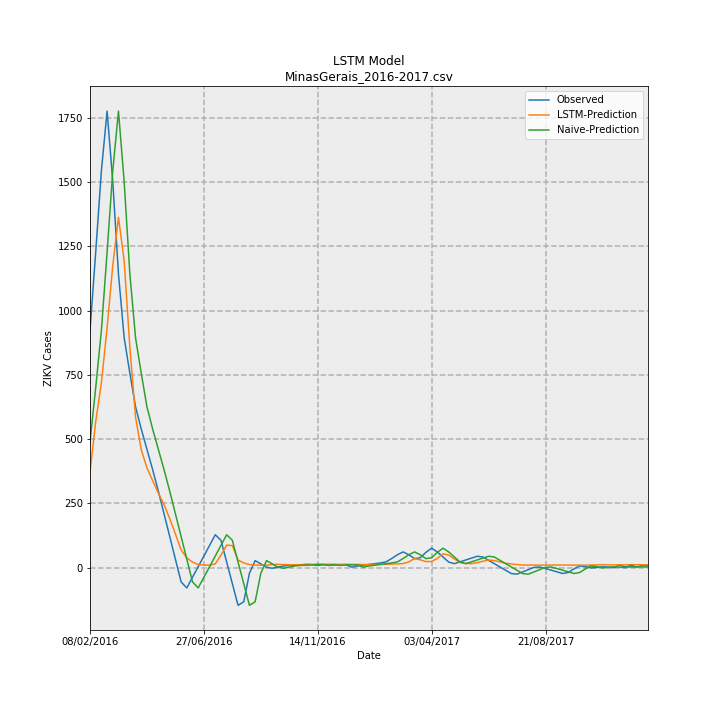 LSTM Model
MinasGerais_2016-2017.csv
Observed
LSTM-Prediction
Naive-Prediction
1750
1500
1250
1000
750
500
250
0
ZIKV Cases
08/02/2016
27/06/2016
14/11/2016
03/04/2017
21/08/2017
Date